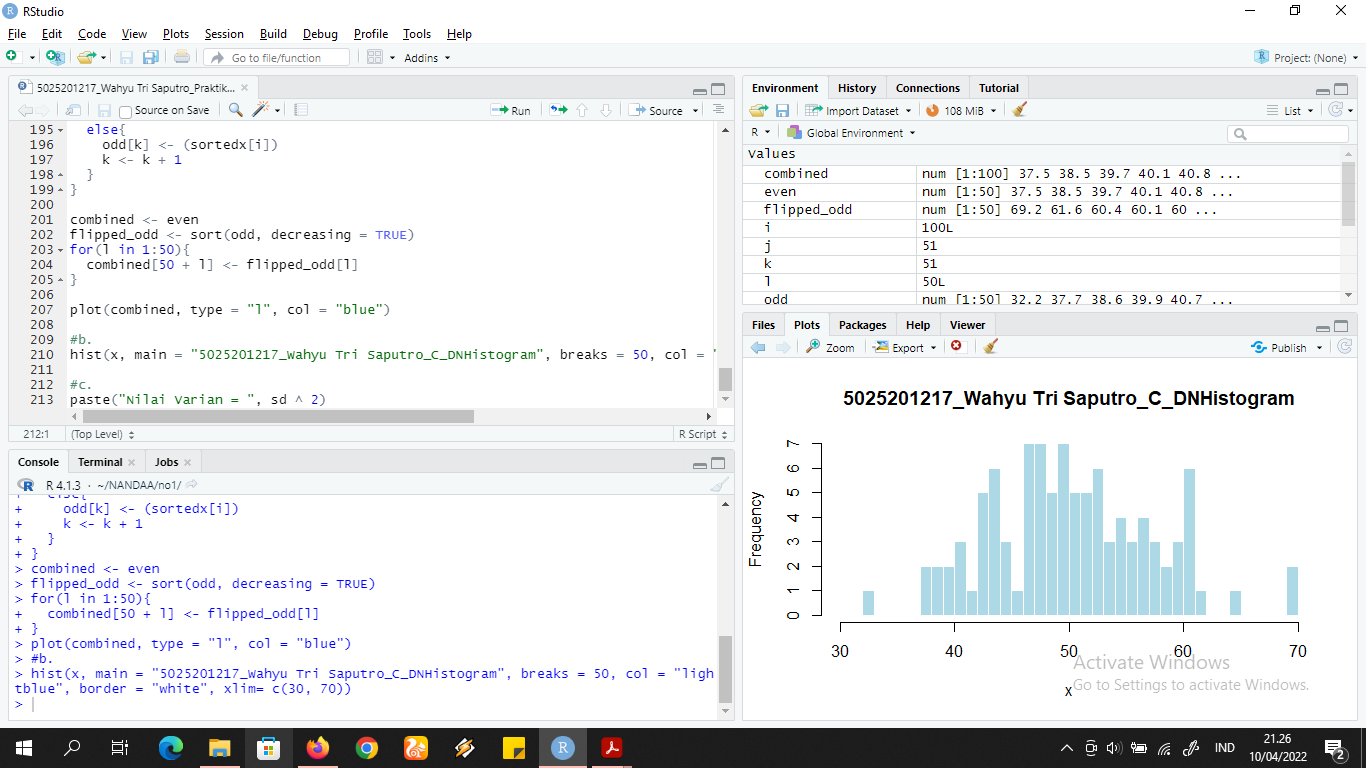 RStudio
File Edit Code View Plots Session Build Debug Profile Tools Help
Go to file/function Addins Project: (None)
5025201217_Wahyu Tri Saputro_Praktik...
Source on Save Run Source
195 else{
196 odd[k] <- (sortedx[i])
197 k <- k + 1
198 }
199 }
200
201 combined <- even
202 flipped_odd <- sort(odd, decreasing = TRUE)
203 for(l in 1:50){
204 combined[50 + l] <- flipped_odd[l]
205 }
206
207 plot(combined, type = "l", col = "blue")
208
209 #b.
210 hist(x, main = "5025201217_Wahyu Tri Saputro_C_DNHistogram", breaks = 50, col = "
211
212 #c.
213 paste("Nilai Varian = ", sd ^ 2)
212:1 (Top Level) R Script
Console Terminal Jobs
R 4.1.3 · ~/NANDAA/no1/
+ else{
+ odd[k] <- (sortedx[i])
+ k <- k + 1
+ }
+ }
> combined <- even
> flipped_odd <- sort(odd, decreasing = TRUE)
> for(l in 1:50){
+ combined[50 + l] <- flipped_odd[l]
+ }
> plot(combined, type = "l", col = "blue")
> #b.
> hist(x, main = "5025201217_Wahyu Tri Saputro_C_DNHistogram", breaks = 50, col = "ligh
tblue", border = "white", xlim= c(30, 70))
>
Environment History Connections Tutorial
Import Dataset 108 MiB List
R Global Environment
Values
combined num [1:100] 37.5 38.5 39.7 40.1 40.8 ...
even num [1:50] 37.5 38.5 39.7 40.1 40.8 ...
flipped_odd num [1:50] 69.2 61.6 60.4 60.1 60 ...
i 100L
j 51
k 51
l 50L
odd num [1:50] 32.2 37.7 38.6 39.9 40.7 ...
Files Plots Packages Help Viewer
Zoom Export Publish
5025201217_Wahyu Tri Saputro_C_DNHistogram
Frequency
7
6
5
4
3
2
1
0
30 40 50 60 70
x
Activate Windows
Go to Settings to activate Windows.
IND
21.26
10/04/2022
2